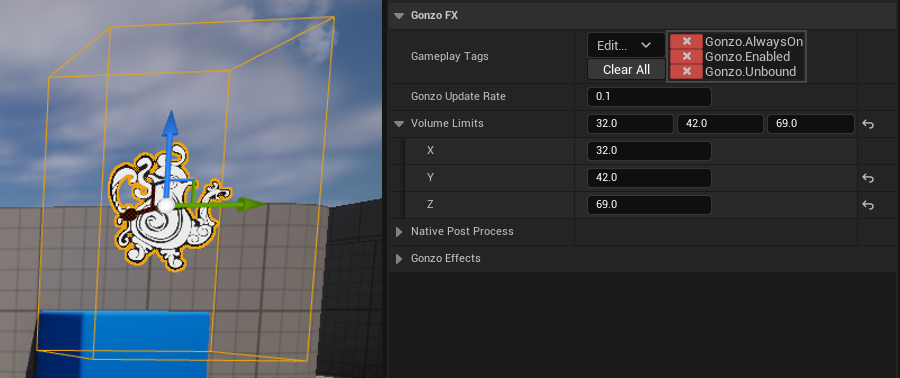 Gonzo FX
Gameplay Tags
Edit...
Clear All
Gonzo.AlwaysOn
Gonzo.Enabled
Gonzo.Unbound
Gonzo Update Rate
0.1
Volume Limits
32.0 42.0 69.0
X
32.0
Y
42.0
Z
69.0
Native Post Process
Gonzo Effects